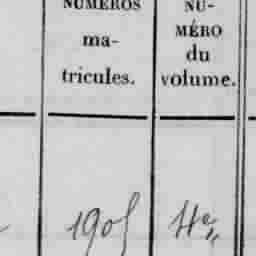 NUMÉROS
ma-
tricules.
NU-
MÉRO
du
volume.
1905